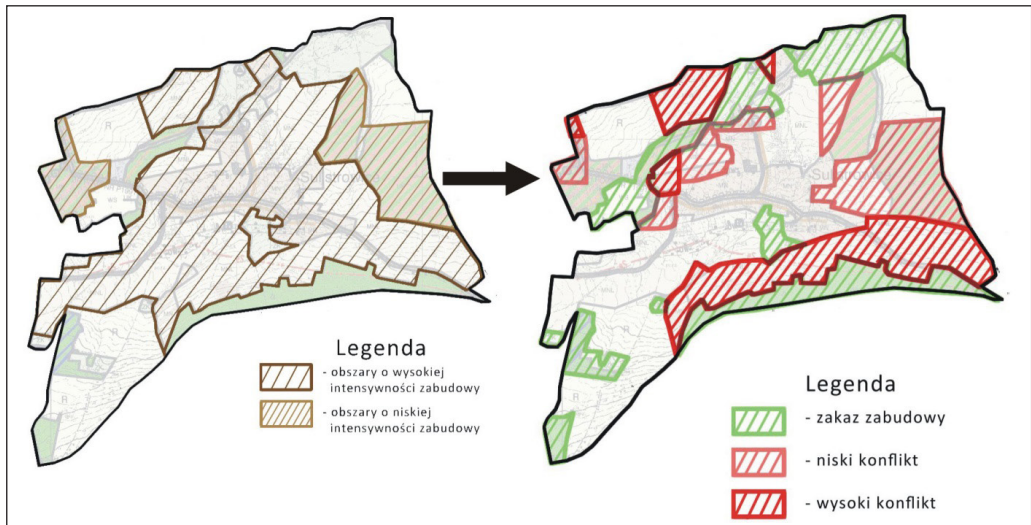 R
Legenda
- obszary o wysokiej
intensywności zabudowy
- obszary o niskiej
intensywności zabudowy
R
R
R
Legenda
- zakaz zabudowy
- niski konflikt
- wysoki konflikt